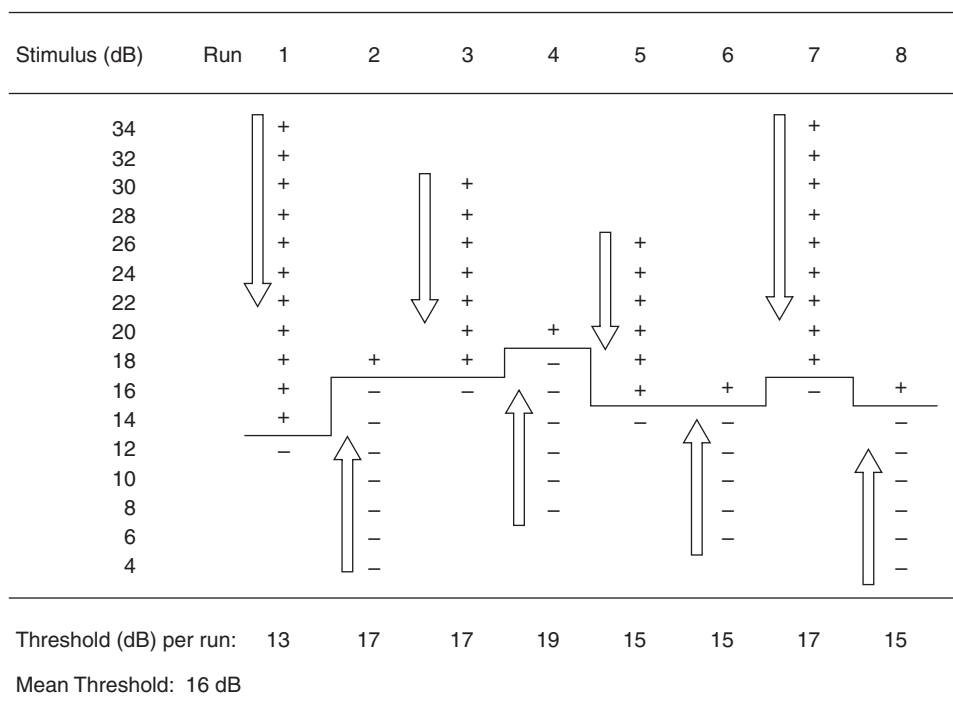 Stimulus (dB) Run 1 2 3 4 5 6 7 8
34 + +
32 + +
30 + + +
28 + + +
26 + + + +
24 + + + +
22 + + + +
20 + + + + +
18 + + + – + +
16 + – – – + + – +
14 + – – – – –
12 – – – – –
10 – – – –
8 – – – –
6 – – –
4 – –
Threshold (dB) per run: 13 17 17 19 15 15 17 15
Mean Threshold: 16 dB